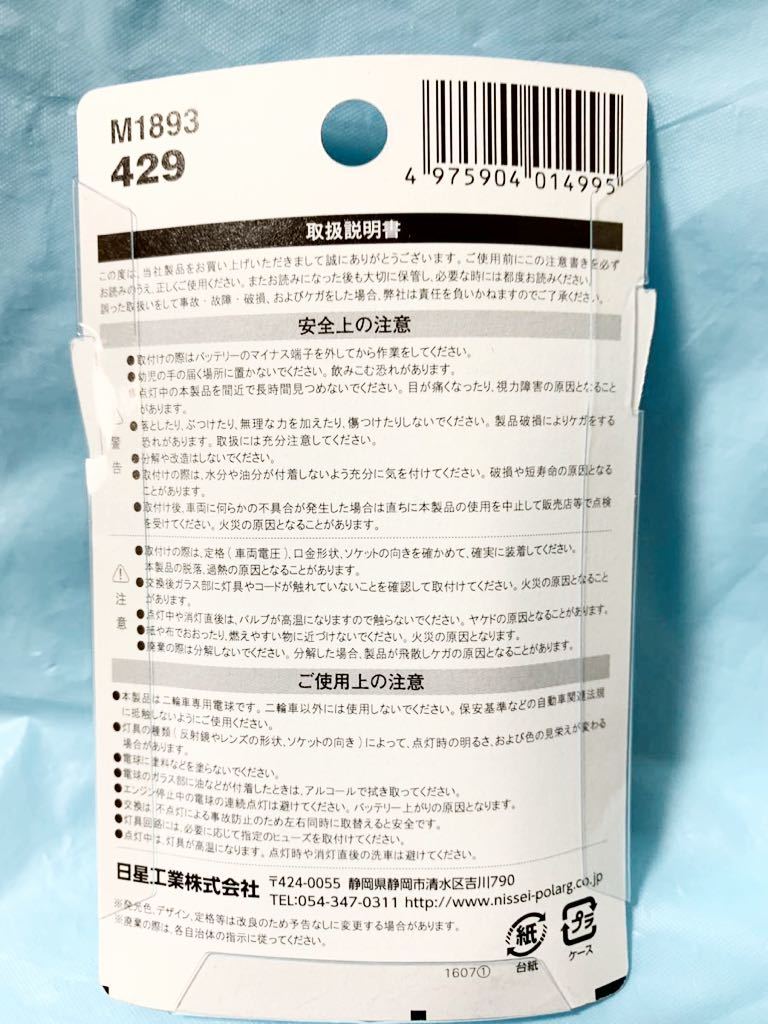 M1893
429
4 975904 014995
取扱説明書
この度は、当社製品をお買い上げいただきまして誠にありがとうございます。ご使用前にこの注意書きを必ず
お読みのうえ、正しくご使用ください。またお読みになった後も大切に保管し、必要な時には都度お読みください。
誤った取扱いをして事故・故障・破損、およびケガをした場合、弊社は責任を負いかねますのでご了承ください。
安全上の注意
警告
●取付けの際はバッテリーのマイナス端子を外してから作業をしてください。
●幼児の手の届く場所に置かないでください。飲みこむ恐れがあります。
●点灯中の本製品を間近で長時間見つめないでください。目が痛くなったり、視力障害の原因となること
があります。
●落としたり、ぶつけたり、無理な力を加えたり、傷つけたりしないでください。製品破損によりケガをする
恐れがあります。取扱には充分注意してください。
●分解や改造はしないでください。
●取付けの際は、水分や油分が付着しないよう充分に気を付けてください。破損や短寿命の原因となる
ことがあります。
●取付け後、車両に何らかの不具合が発生した場合は直ちに本製品の使用を中止して販売店等で点検
を受けてください。火災の原因となることがあります。
注意
●取付けの際は、定格(車両電圧)、口金形状、ソケットの向きを確かめて、確実に装着してください。
本製品の脱落、過熱の原因となることがあります。
●交換後ガラス部に灯具やコードが触れていないことを確認して取付けてください。火災の原因となること
があります。
●点灯中や消灯直後は、バルブが高温になりますので触らないでください。ヤケドの原因となることがあります。
●紙や布でおおったり、燃えやすい物に近づけないでください。火災の原因となります。
●廃棄の際は分解しないでください。分解した場合、製品が飛散しケガの原因となることがあります。
ご使用上の注意
●本製品は二輪車専用電球です。二輪車以外には使用しないでください。保安基準などの自動車関連法規
に抵触しないようにご使用ください。
●灯具の種類(反射鏡やレンズの形状、ソケットの向き)によって、点灯時の明るさ、および色の見栄えが変わる
場合があります。
●電球に塗料などを塗らないでください。
●電球のガラス部に油などが付着したときは、アルコールで拭き取ってください。
●エンジン停止中の電球の連続点灯は避けてください。バッテリー上がりの原因となります。
●交換は、不点灯による事故防止のため左右同時に取替えると安全です。
●灯具回路には、必要に応じて指定のヒューズを取付けてください。
●点灯中は、灯具が高温になります。点灯時や消灯直後の洗車は避けてください。
日星工業株式会社 〒424-0055 静岡県静岡市清水区吉川790
TEL:054-347-0311 http://www.nissei-polarg.co.jp
※発光色、デザイン、定格等は改良のため予告なしに変更する場合があります。
※廃棄の際は、各自治体の指示に従ってください。
紙
台紙
プラ
ケース
1607①